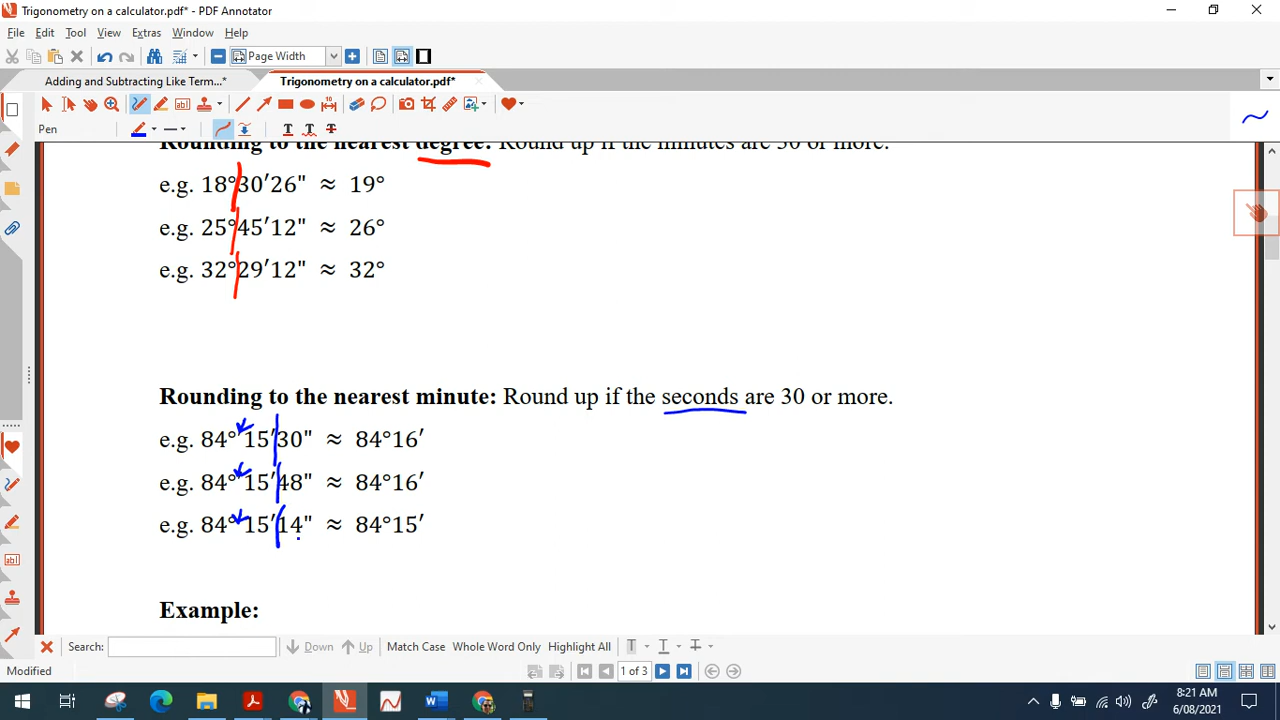 Trigonometry on a calculator.pdf* - PDF Annotator
File Edit Tool View Extras Window Help
Page Width
Adding and Subtracting Like Term...* Trigonometry on a calculator.pdf*
Pen
Rounding to the nearest degree: Round up if the minutes are 30 or more.
e.g. 18°30′26" ≈ 19°
e.g. 25°45′12" ≈ 26°
e.g. 32°29′12" ≈ 32°
Rounding to the nearest minute: Round up if the seconds are 30 or more.
e.g. 84° 15′30" ≈ 84°16′
e.g. 84° 15′48" ≈ 84°16′
e.g. 84° 15′14" ≈ 84°15′
Example:
Search: Down Up Match Case Whole Word Only Highlight All
Modified 1 of 3
8:21 AM
6/08/2021